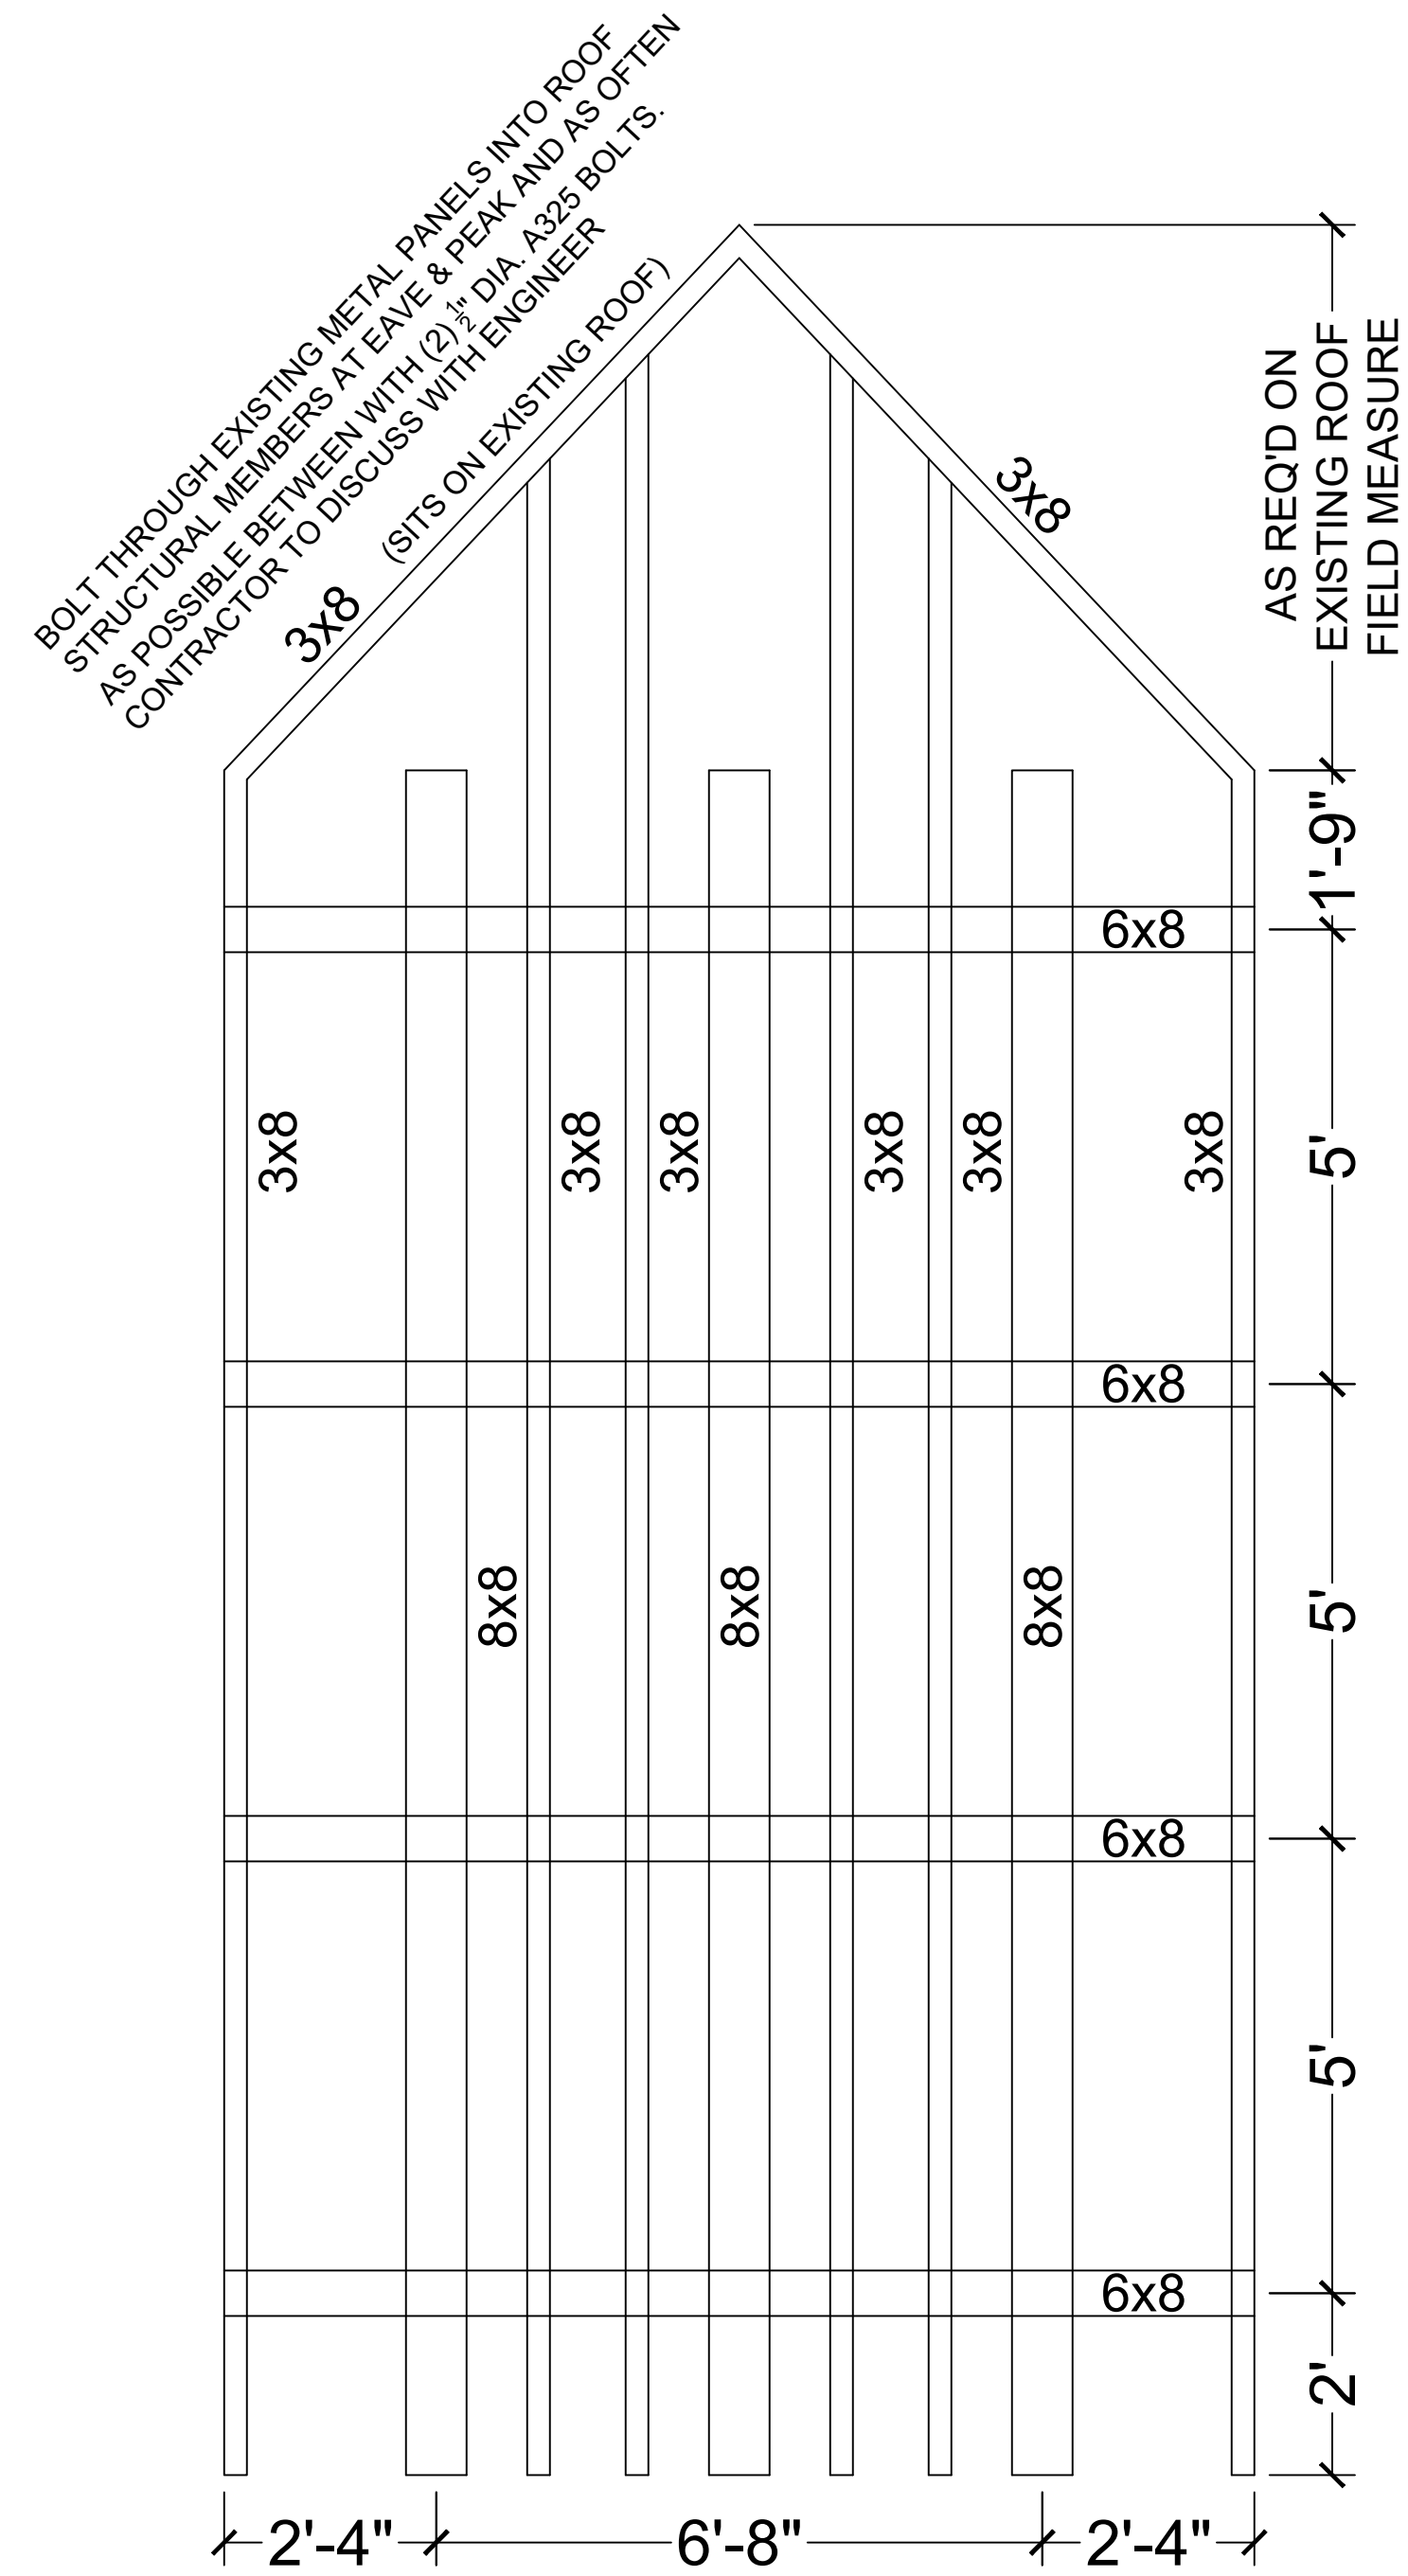 BOLT THROUGH EXISTING METAL PANELS INTO ROOF
STRUCTURAL MEMBERS AT EAVE & PEAK AND AS OFTEN
AS POSSIBLE BETWEEN WITH (2) ½" DIA. A325 BOLTS.
CONTRACTOR TO DISCUSS WITH ENGINEER
3x8 (SITS ON EXISTING ROOF)
3x8
AS REQ'D ON
EXISTING ROOF
FIELD MEASURE
1'-9"
6x8
3x8
3x8
3x8
3x8
3x8
3x8
5'
6x8
8x8
8x8
8x8
5'
6x8
5'
6x8
2'
2'-4"
6'-8"
2'-4"